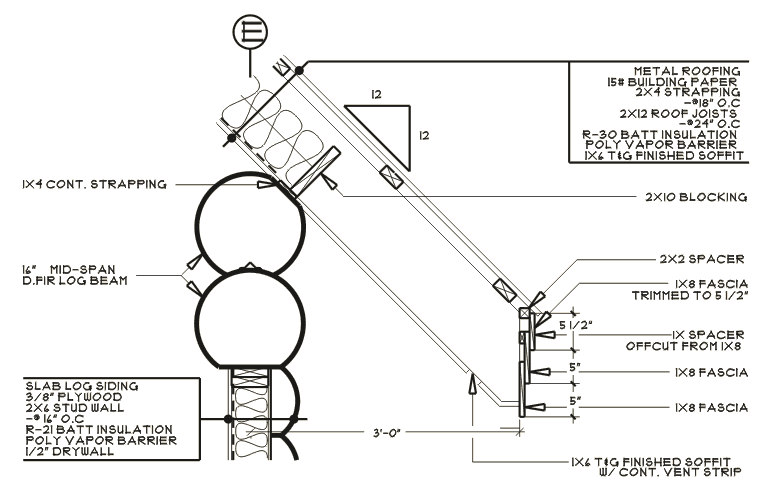 E
METAL ROOFING
15# BUILDING PAPER
2X4 STRAPPING
-@18" O.C
2X12 ROOF JOISTS
-@24" O.C
R-30 BATT INSULATION
POLY VAPOR BARRIER
1X6 T&G FINISHED SOFFIT
12
12
1X4 CONT. STRAPPING
2X10 BLOCKING
16" MID-SPAN
D.FIR LOG BEAM
2X2 SPACER
1X8 FASCIA
TRIMMED TO 5 1/2"
5 1/2"
1X SPACER
OFFCUT FROM 1X8
5"
1X8 FASCIA
5"
1X8 FASCIA
SLAB LOG SIDING
3/8" PLYWOOD
2X6 STUD WALL
-@ 16" O.C
R-21 BATT INSULATION
POLY VAPOR BARRIER
1/2" DRYWALL
3'-0"
1X6 T&G FINISHED SOFFIT
W/ CONT. VENT STRIP